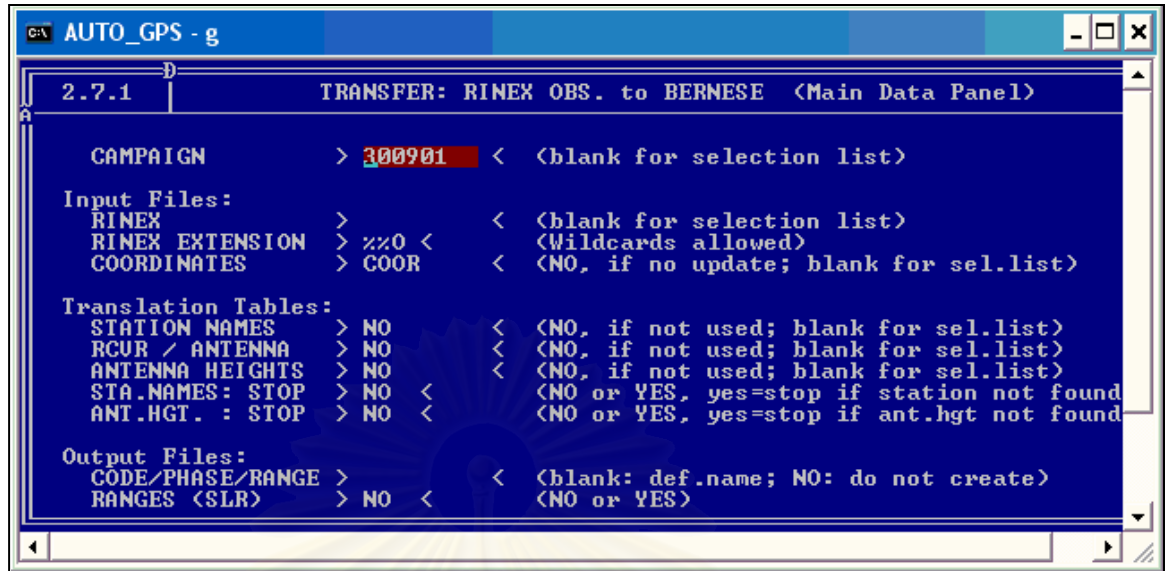 AUTO_GPS - g
2.7.1 TRANSFER: RINEX OBS. to BERNESE (Main Data Panel)
CAMPAIGN > 300901 < (blank for selection list)
Input Files:
RINEX > < (blank for selection list)
RINEX EXTENSION > %%O < (Wildcards allowed)
COORDINATES > COOR < (NO, if no update; blank for sel.list)
Translation Tables:
STATION NAMES > NO < (NO, if not used; blank for sel.list)
RCVR / ANTENNA > NO < (NO, if not used; blank for sel.list)
ANTENNA HEIGHTS > NO < (NO, if not used; blank for sel.list)
STA.NAMES: STOP > NO < (NO or YES, yes=stop if station not found
ANT.HGT. : STOP > NO < (NO or YES, yes=stop if ant.hgt not found
Output Files:
CODE/PHASE/RANGE > < (blank: def.name; NO: do not create)
RANGES (SLR) > NO < (NO or YES)